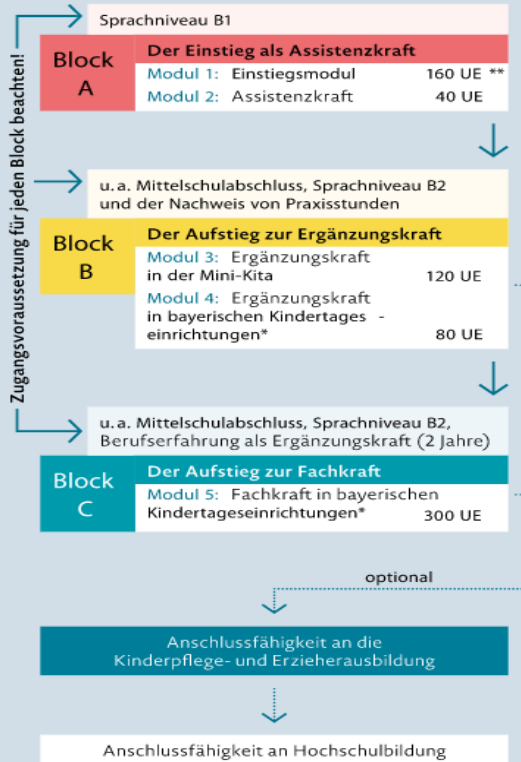 Zugangsvoraussetzung für jeden Block beachten!
Sprachniveau B1
Block
A
Der Einstieg als Assistenzkraft
Modul 1: Einstiegsmodul 160 UE **
Modul 2: Assistenzkraft 40 UE
u. a. Mittelschulabschluss, Sprachniveau B2
und der Nachweis von Praxisstunden
Block
B
Der Aufstieg zur Ergänzungskraft
Modul 3: Ergänzungskraft
in der Mini-Kita 120 UE
Modul 4: Ergänzungskraft
in bayerischen Kindertages -
einrichtungen* 80 UE
u. a. Mittelschulabschluss, Sprachniveau B2,
Berufserfahrung als Ergänzungskraft (2 Jahre)
Block
C
Der Aufstieg zur Fachkraft
Modul 5: Fachkraft in bayerischen
Kindertageseinrichtungen* 300 UE
optional
Anschlussfähigkeit an die
Kinderpflege- und Erzieherausbildung
Anschlussfähigkeit an Hochschulbildung